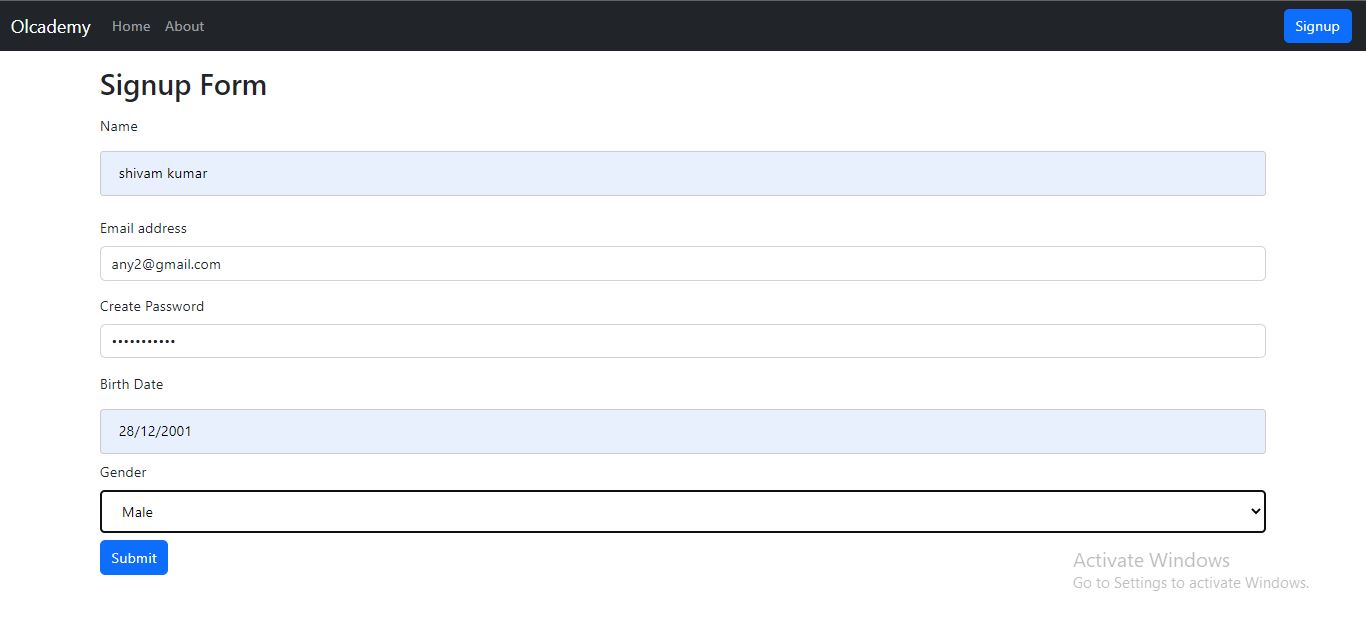 Olcademy Home About Signup
Signup Form
Name
shivam kumar
Email address
any2@gmail.com
Create Password
•••••••••••
Birth Date
28/12/2001
Gender
Male
Submit
Activate Windows
Go to Settings to activate Windows.